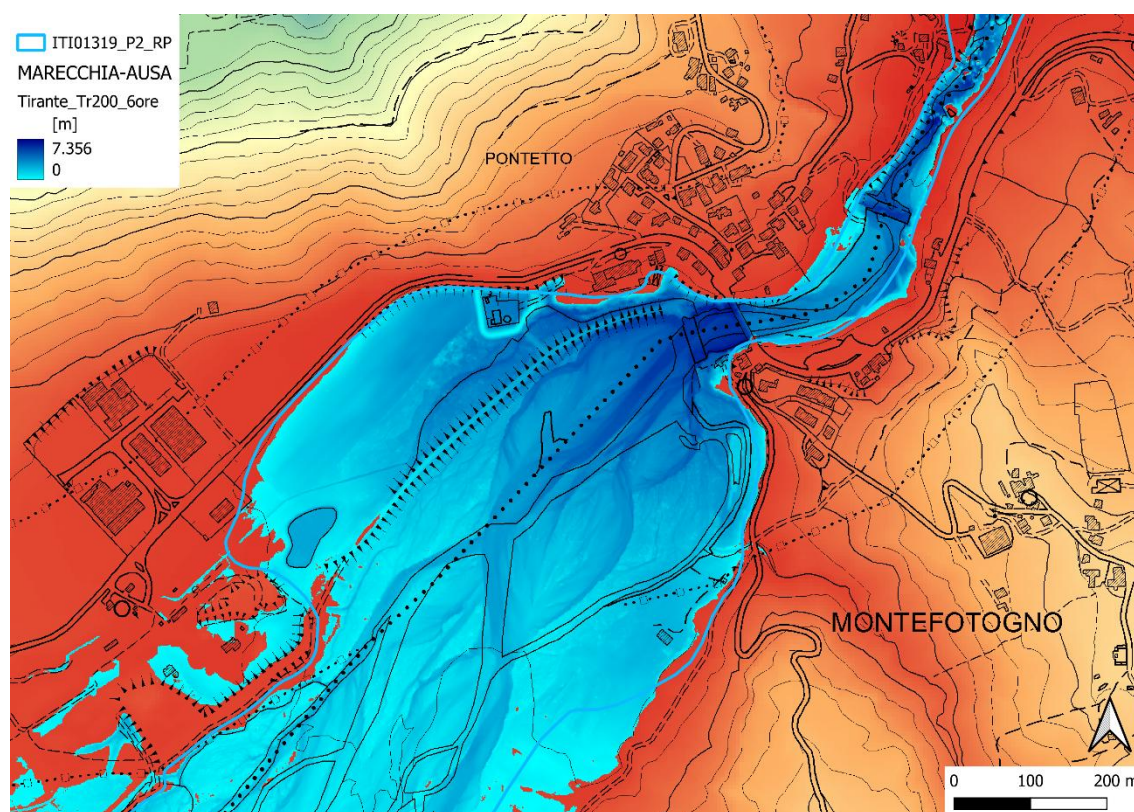 ITI01319_P2_RP
MARECCHIA-AUSA
Tirante_Tr200_6ore
[m]
7.356
0
PONTETTO
MONTEFOTOGNO
0 100 200 m